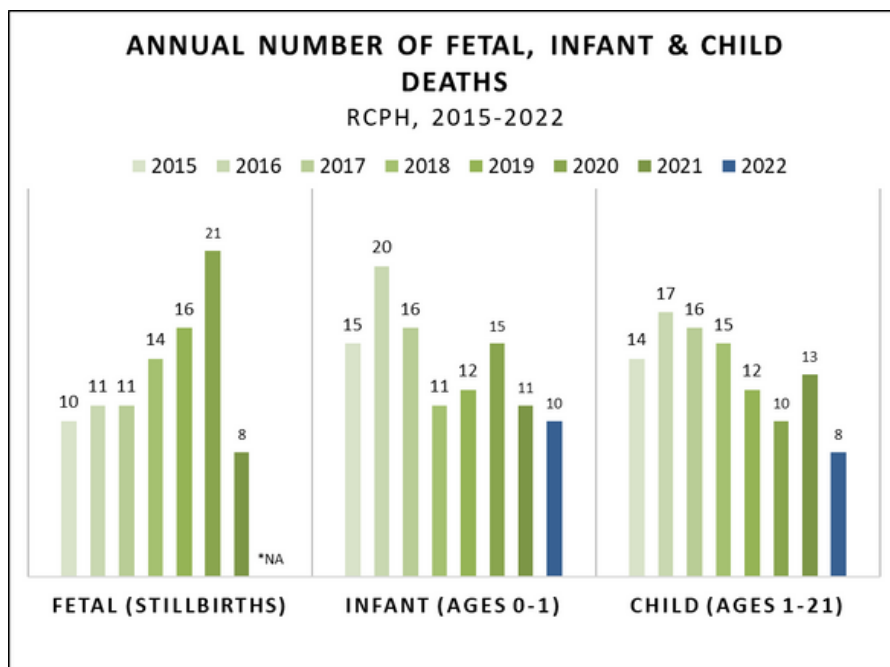 ANNUAL NUMBER OF FETAL, INFANT & CHILD
DEATHS
RCPH, 2015-2022
2015 2016 2017 2018 2019 2020 2021 2022
10 11 11 14 16 21 8 *NA
15 20 16 11 12 15 11 10
14 17 16 15 12 10 13 8
FETAL (STILLBIRTHS) INFANT (AGES 0-1) CHILD (AGES 1-21)